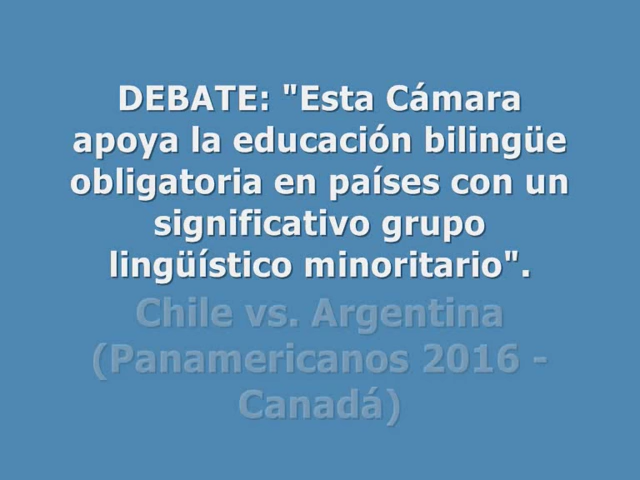 DEBATE: "Esta Cámara
apoya la educación bilingüe
obligatoria en países con un
significativo grupo
lingüístico minoritario".
Chile vs. Argentina
(Panamericanos 2016 -
Canadá)